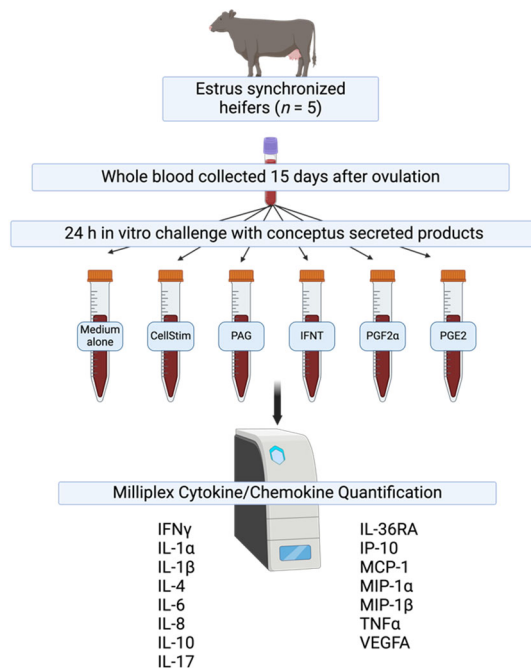 Estrus synchronized
heifers (n = 5)
Whole blood collected 15 days after ovulation
24 h in vitro challenge with conceptus secreted products
Medium
alone
CellStim
PAG
IFNT
PGF2α
PGE2
Milliplex Cytokine/Chemokine Quantification
IFNγ
IL-1α
IL-1β
IL-4
IL-6
IL-8
IL-10
IL-17
IL-36RA
IP-10
MCP-1
MIP-1α
MIP-1β
TNFα
VEGFA